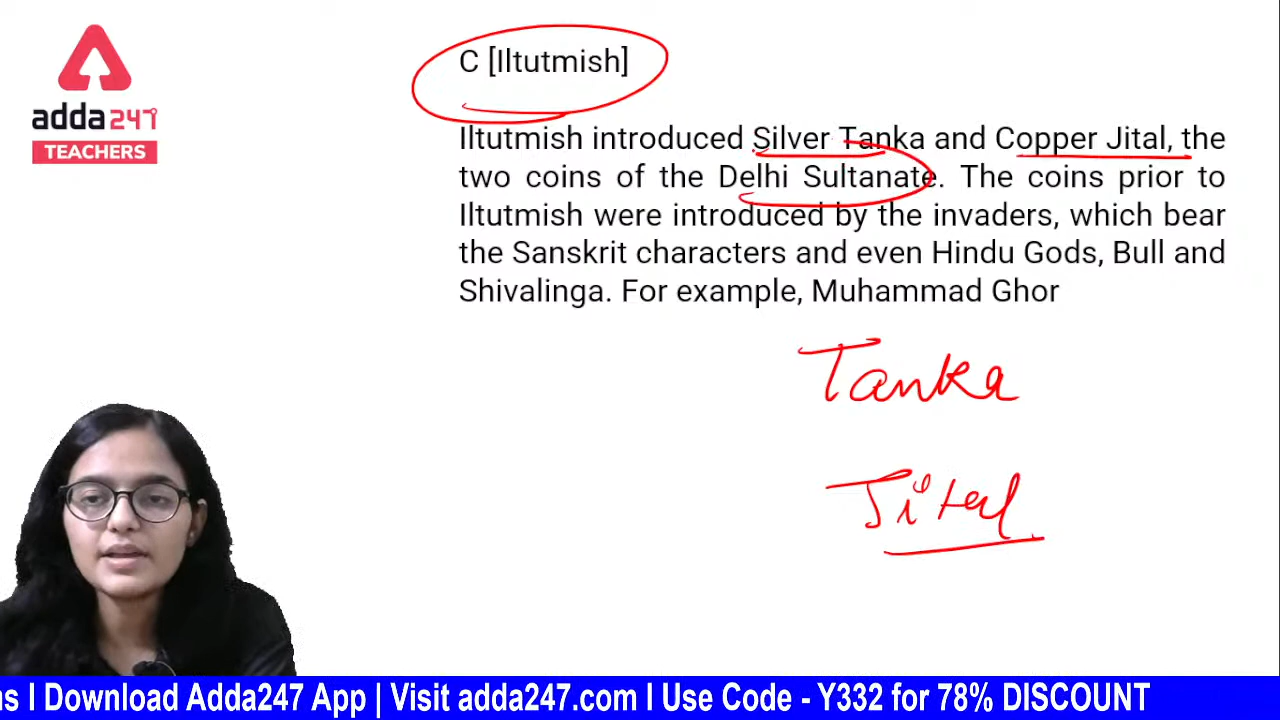 adda247
TEACHERS
C [Iltutmish]
Iltutmish introduced Silver Tanka and Copper Jital, the
two coins of the Delhi Sultanate. The coins prior to
Iltutmish were introduced by the invaders, which bear
the Sanskrit characters and even Hindu Gods, Bull and
Shivalinga. For example, Muhammad Ghor
Tanka
Jital
ns I Download Adda247 App | Visit adda247.com I Use Code - Y332 for 78% DISCOUNT